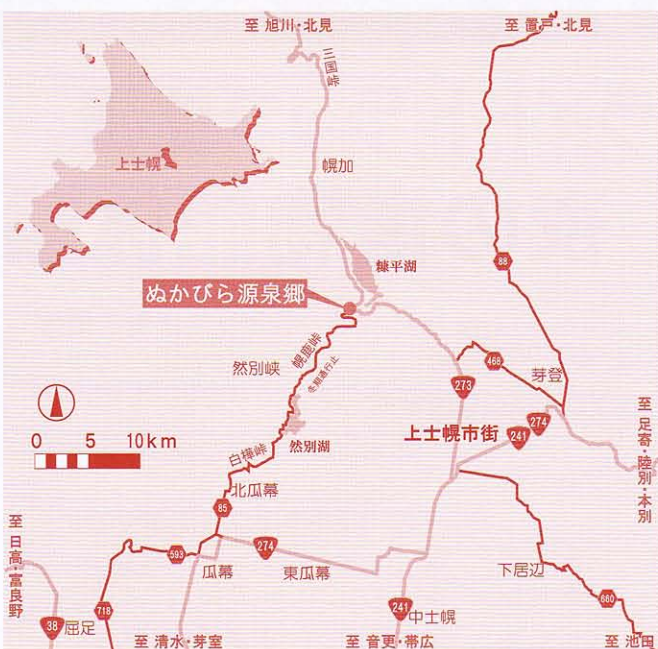 至 旭川・北見
至 置戸・北見
三国峠
上士幌
幌加
糠平湖
88
ぬかびら源泉郷
幌鹿峠
然別峡
冬期通行止
468
芽登
273
0 5 10km
然別湖
上士幌市街
274
241
至 足寄・陸別・本別
白樺峠
北瓜幕
85
至 日高・富良野
593
瓜幕
274
東瓜幕
下居辺
718
241
中士幌
660
38
屈足
至 清水・芽室
至 音更・帯広
至 池田